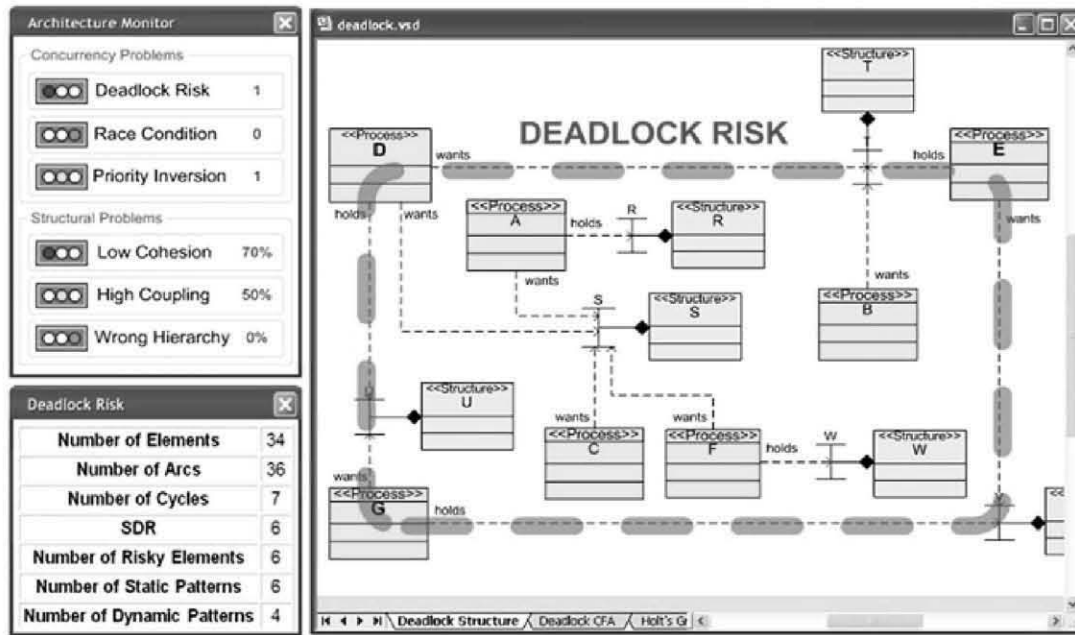 Architecture Monitor
Concurrency Problems
Deadlock Risk 1
Race Condition 0
Priority Inversion 1
Structural Problems
Low Cohesion 70%
High Coupling 50%
Wrong Hierarchy 0%
Deadlock Risk
Number of Elements 34
Number of Arcs 36
Number of Cycles 7
SDR 6
Number of Risky Elements 6
Number of Static Patterns 6
Number of Dynamic Patterns 4
deadlock.vsd
<<Structure>>
T
DEADLOCK RISK
<<Process>>
D
wants
holds
<<Process>>
E
T
holds
wants
wants
<<Process>>
A
holds
R
<<Structure>>
R
wants
wants
<<Process>>
B
S
<<Structure>>
S
U
<<Structure>>
U
wants
<<Process>>
C
wants
<<Process>>
F
holds
W
<<Structure>>
W
wants
<<Process>>
G
holds
V
Deadlock Structure
Deadlock CFA
Holt's Gr